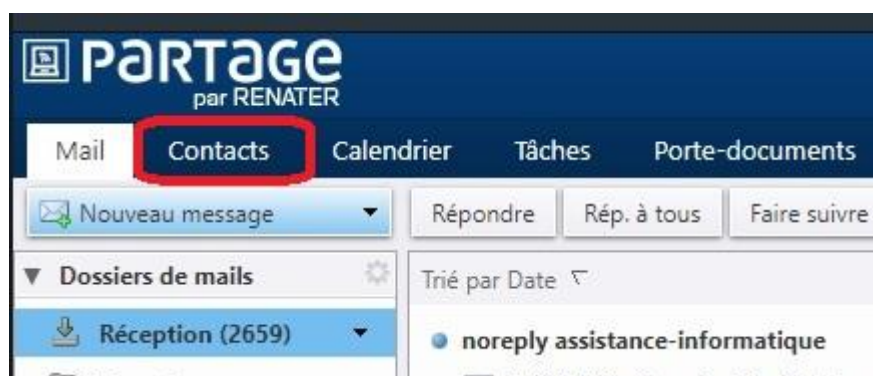 PaRTaGe
par RENATER
Mail Contacts Calendrier Tâches Porte-documents
Nouveau message Répondre Rép. à tous Faire suivre
Dossiers de mails Trié par Date
Réception (2659) noreply assistance-informatique